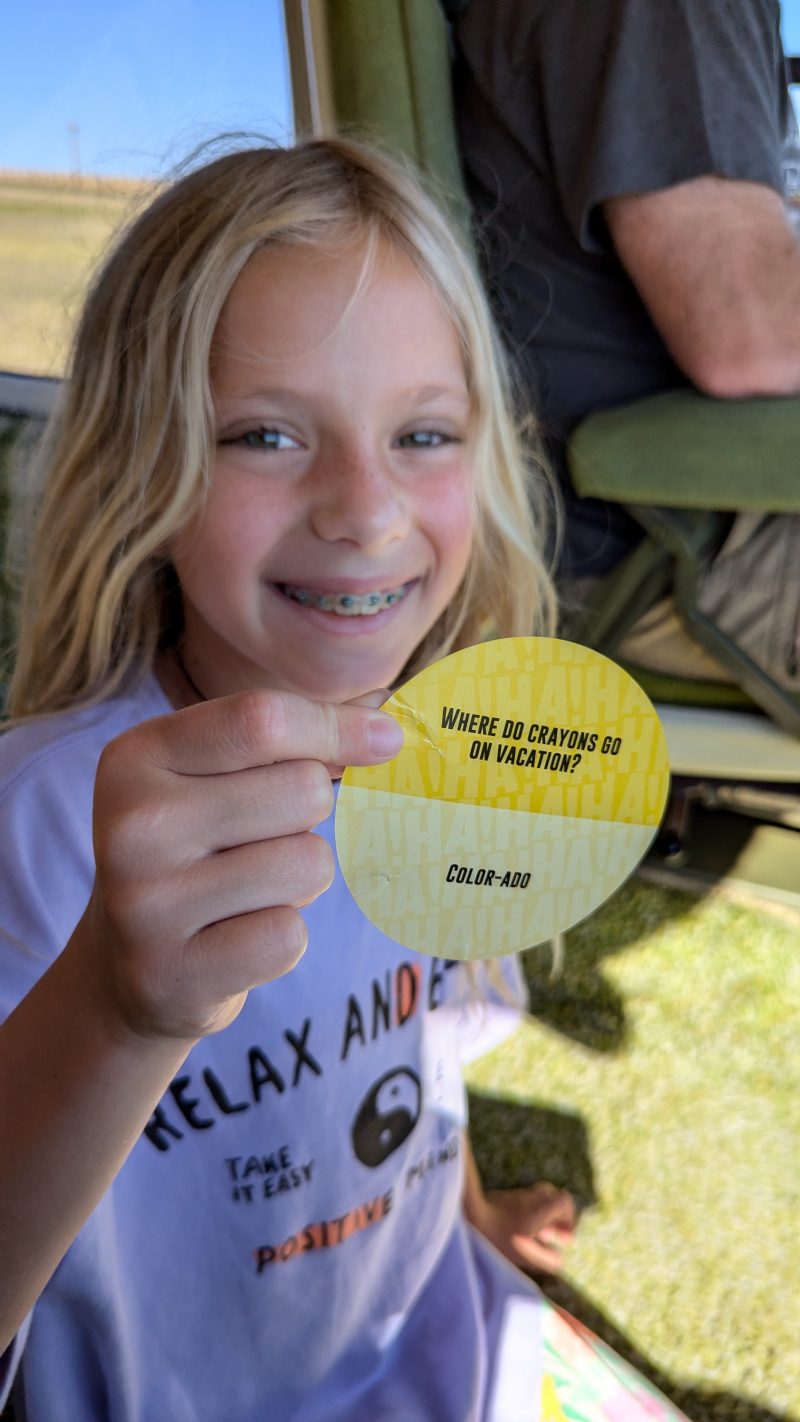 WHERE DO CRAYONS GO
ON VACATION?
COLOR-ADO
RELAX AND
TAKE
IT EASY
POSITIVE